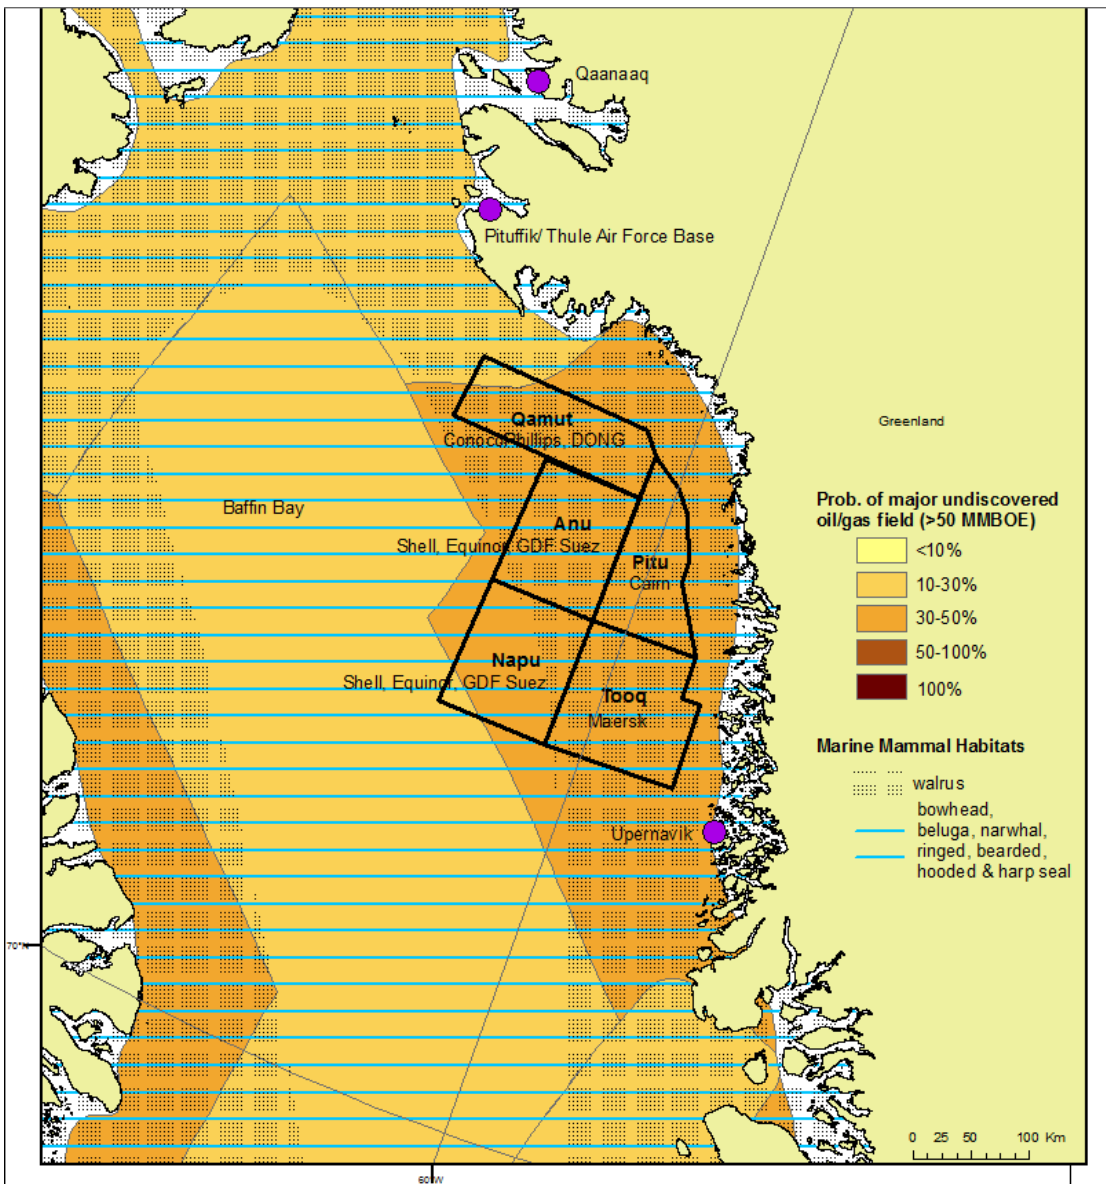 Qaanaaq
Pituffik/ Thule Air Force Base
Qamut
ConocoPhillips, DONG
Greenland
Baffin Bay
Anu
Shell, Equinor, GDF Suez
Pitu
Cairn
Napu
Shell, Equinor, GDF Suez
Tooq
Maersk
Upernavik
Prob. of major undiscovered
oil/gas field (>50 MMBOE)
<10%
10-30%
30-50%
50-100%
100%
Marine Mammal Habitats
walrus
bowhead,
beluga, narwhal,
ringed, bearded,
hooded & harp seal
70°N
0 25 50 100 Km
60°W